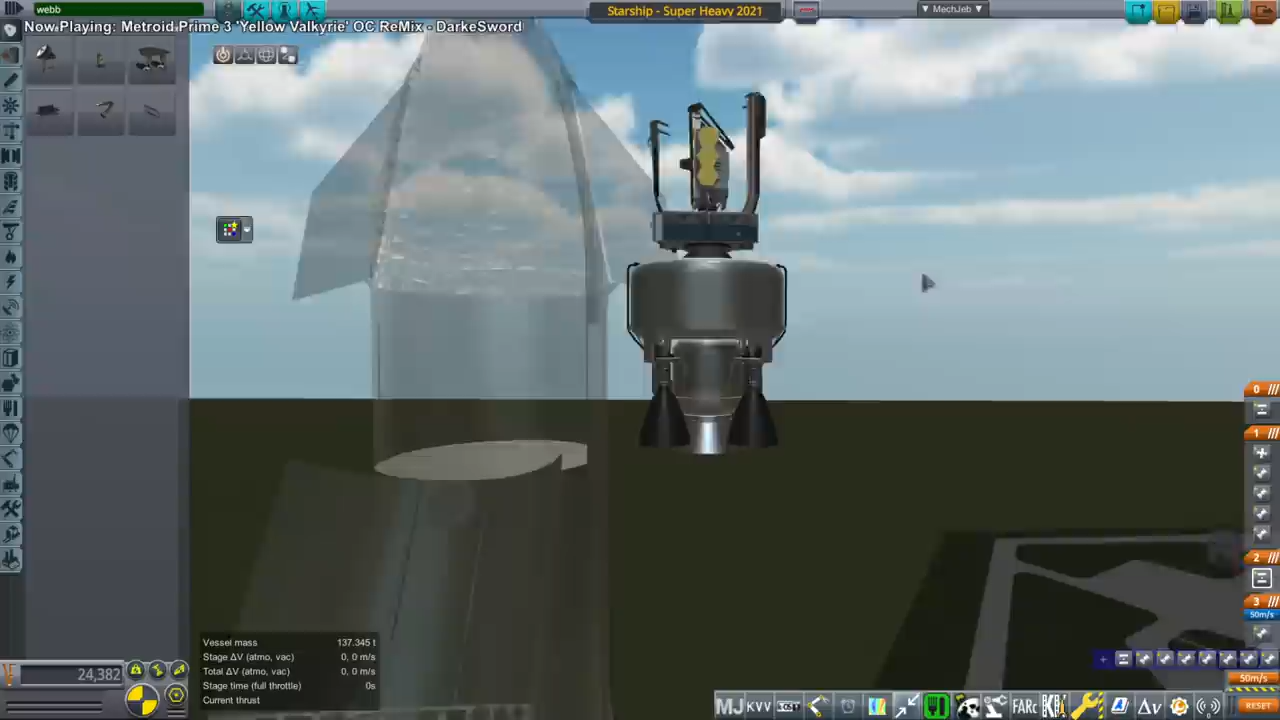 webb
Starship - Super Heavy 2021
▼ MechJeb ▼
Now Playing: Metroid Prime 3 'Yellow Valkyrie' OC ReMix - DarkeSword
0
1
2
3
50m/s
Vessel mass 137.345 t
Stage ΔV (atmo, vac) 0, 0 m/s
Total ΔV (atmo, vac) 0, 0 m/s
Stage time (full throttle) 0s
Current thrust
24,382
50m/s
MJ KVV FARc Δv
RESET